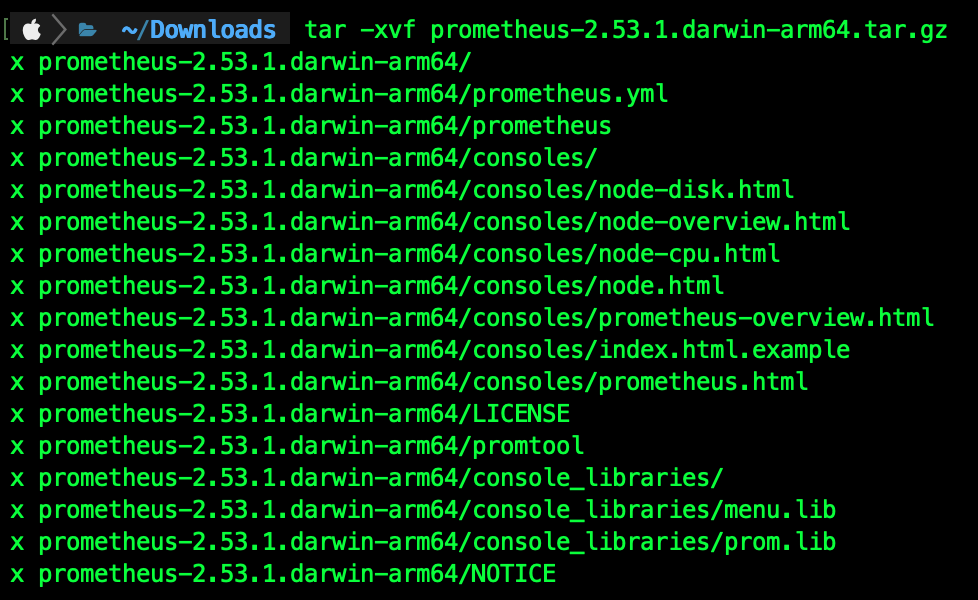 ~/Downloads tar -xvf prometheus-2.53.1.darwin-arm64.tar.gz
x prometheus-2.53.1.darwin-arm64/
x prometheus-2.53.1.darwin-arm64/prometheus.yml
x prometheus-2.53.1.darwin-arm64/prometheus
x prometheus-2.53.1.darwin-arm64/consoles/
x prometheus-2.53.1.darwin-arm64/consoles/node-disk.html
x prometheus-2.53.1.darwin-arm64/consoles/node-overview.html
x prometheus-2.53.1.darwin-arm64/consoles/node-cpu.html
x prometheus-2.53.1.darwin-arm64/consoles/node.html
x prometheus-2.53.1.darwin-arm64/consoles/prometheus-overview.html
x prometheus-2.53.1.darwin-arm64/consoles/index.html.example
x prometheus-2.53.1.darwin-arm64/consoles/prometheus.html
x prometheus-2.53.1.darwin-arm64/LICENSE
x prometheus-2.53.1.darwin-arm64/promtool
x prometheus-2.53.1.darwin-arm64/console_libraries/
x prometheus-2.53.1.darwin-arm64/console_libraries/menu.lib
x prometheus-2.53.1.darwin-arm64/console_libraries/prom.lib
x prometheus-2.53.1.darwin-arm64/NOTICE